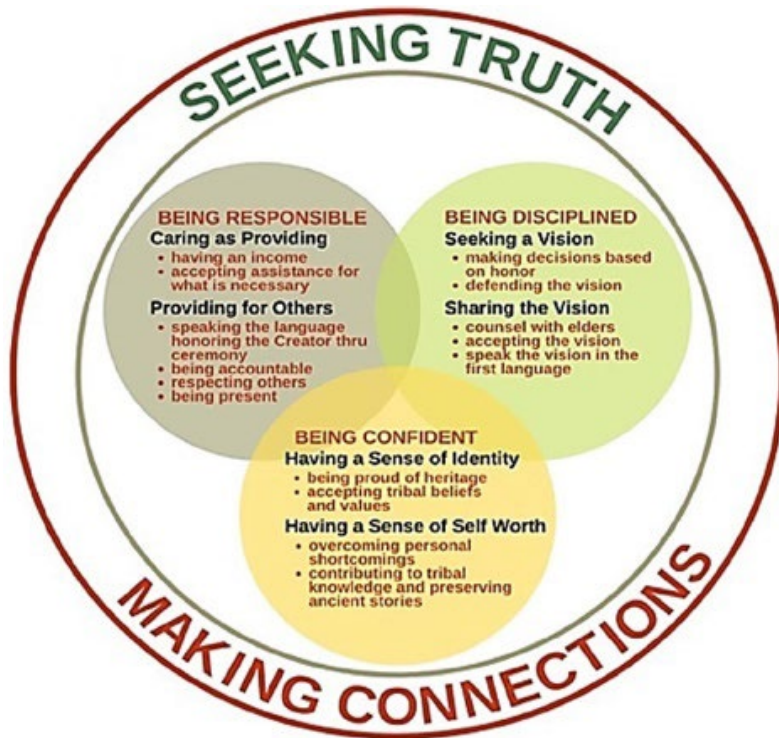 SEEKING TRUTH
BEING RESPONSIBLE
Caring as Providing
• having an income
• accepting assistance for
what is necessary
Providing for Others
• speaking the language
honoring the Creator thru
ceremony
• being accountable
• respecting others
• being present
BEING DISCIPLINED
Seeking a Vision
• making decisions based
on honor
• defending the vision
Sharing the Vision
• counsel with elders
• accepting the vision
• speak the vision in the
first language
BEING CONFIDENT
Having a Sense of Identity
• being proud of heritage
• accepting tribal beliefs
and values
Having a Sense of Self Worth
• overcoming personal
shortcomings
• contributing to tribal
knowledge and preserving
ancient stories
MAKING CONNECTIONS